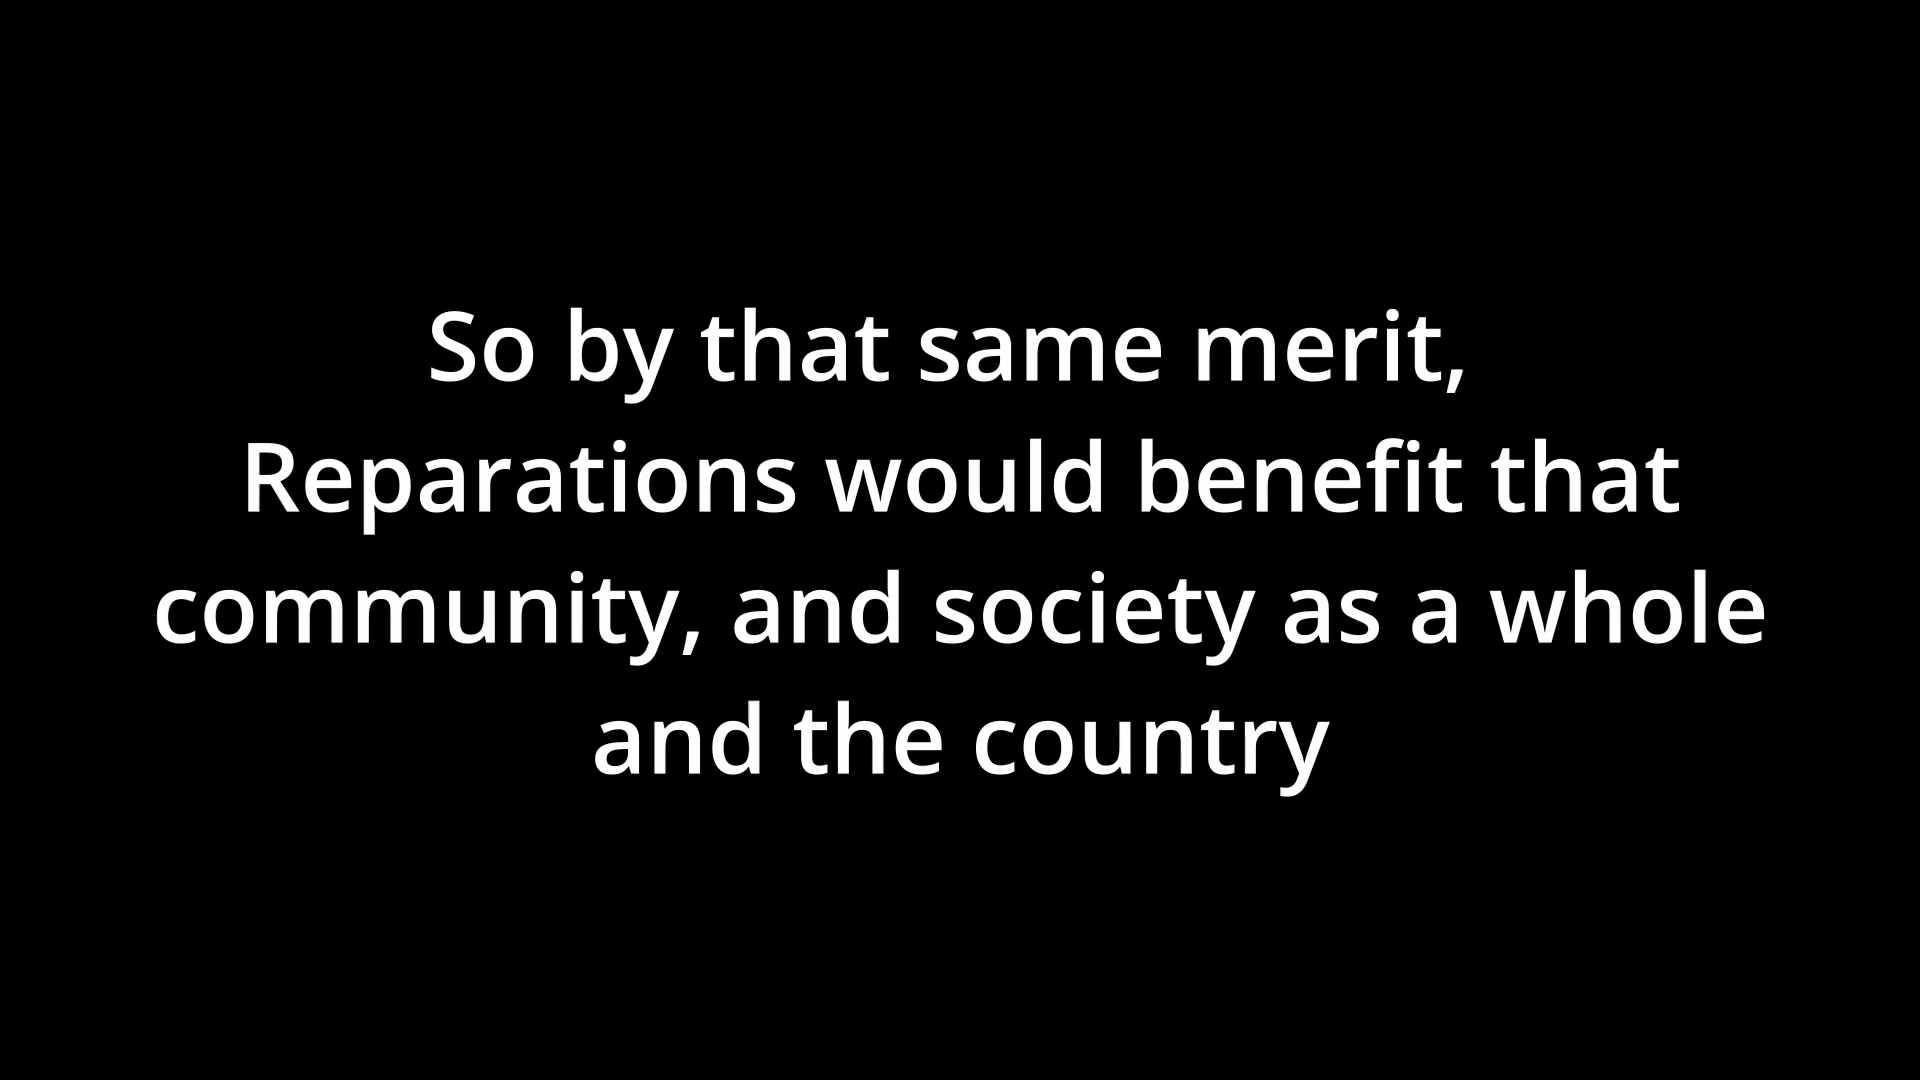 So by that same merit,
Reparations would benefit that
community, and society as a whole
and the country